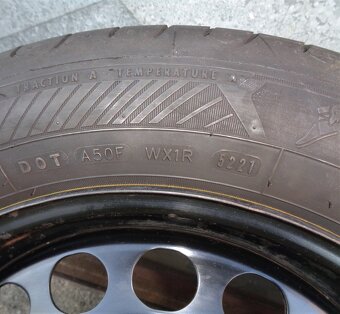 TRACTION A TEMPERATURE A
DOT A50F WX1R 5221